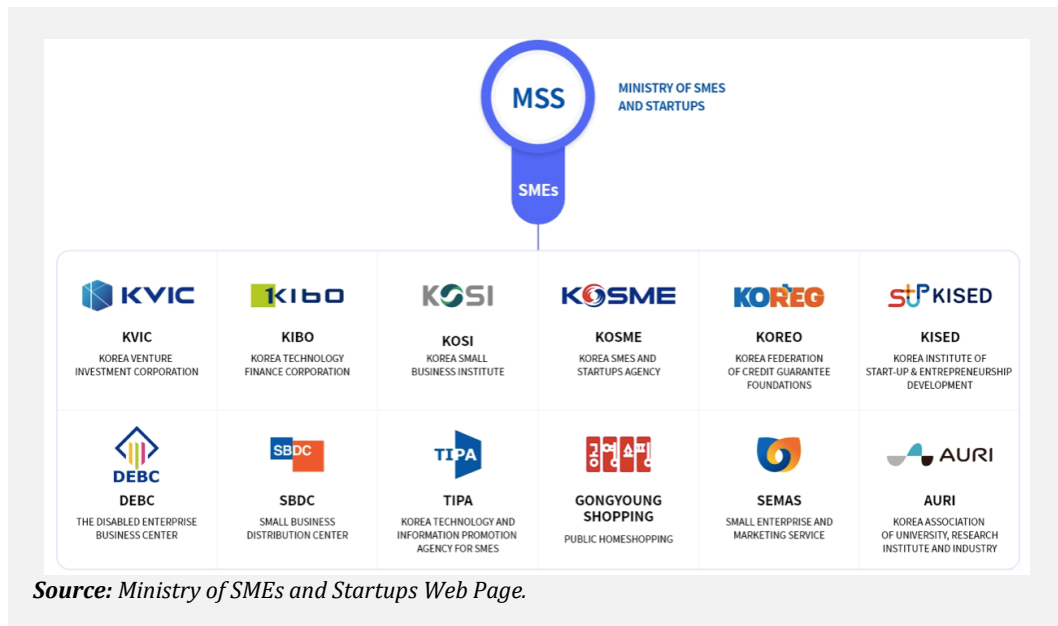 MSS
MINISTRY OF SMES
AND STARTUPS
SMEs
KVIC
KIBO
KOSI
KOSME
KOREG
STUP KISED
KVIC
KOREA VENTURE
INVESTMENT CORPORATION
KIBO
KOREA TECHNOLOGY
FINANCE CORPORATION
KOSI
KOREA SMALL
BUSINESS INSTITUTE
KOSME
KOREA SMES AND
STARTUPS AGENCY
KOREO
KOREA FEDERATION
OF CREDIT GUARANTEE
FOUNDATIONS
KISED
KOREA INSTITUTE OF
START-UP & ENTREPRENEURSHIP
DEVELOPMENT
DEBC
SBDC
TIPA
공영쇼핑
AURI
DEBC
THE DISABLED ENTERPRISE
BUSINESS CENTER
SBDC
SMALL BUSINESS
DISTRIBUTION CENTER
TIPA
KOREA TECHNOLOGY AND
INFORMATION PROMOTION
AGENCY FOR SMES
GONGYOUNG
SHOPPING
PUBLIC HOMESHOPPING
SEMAS
SMALL ENTERPRISE AND
MARKETING SERVICE
AURI
KOREA ASSOCIATION
OF UNIVERSITY, RESEARCH
INSTITUTE AND INDUSTRY
Source: Ministry of SMEs and Startups Web Page.